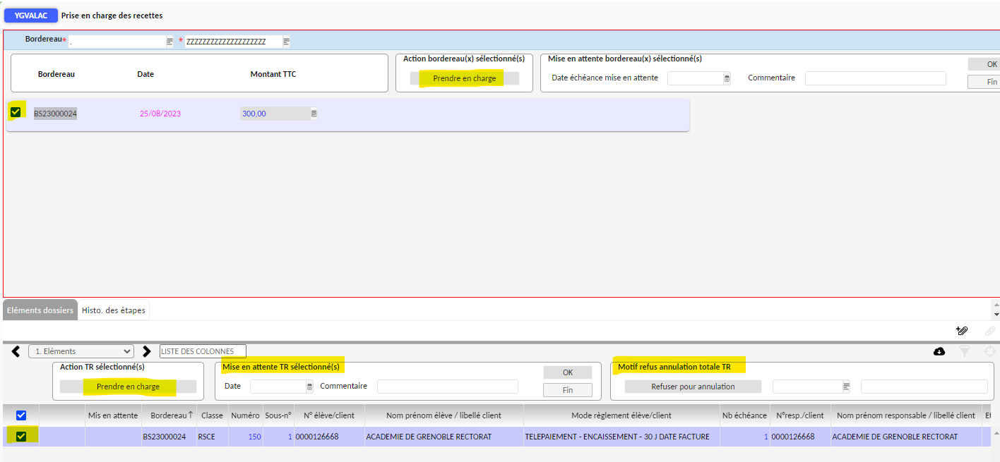 YGVALAC Prise en charge des recettes
Bordereau* . * ZZZZZZZZZZZZZZZZZZZZ
Action bordereau(x) sélectionné(s) Mise en attente bordereau(x) sélectionné(s)
Bordereau Date Montant TTC Prendre en charge Date échéance mise en attente Commentaire OK
Fin
BS23000024 25/08/2023 300,00
Eléments dossiers Histo. des étapes
1. Eléments LISTE DES COLONNES
Action TR sélectionné(s) Mise en attente TR sélectionné(s) OK Motif refus annulation totale TR
Prendre en charge Date Commentaire Fin Refuser pour annulation
Mis en attente Bordereau↑ Classe Numéro Sous-n° N° élève/client Nom prénom élève / libellé client Mode règlement élève/client Nb échéance N°resp./client Nom prénom responsable / libellé client Et
BS23000024 RSCE 150 1 0000126668 ACADEMIE DE GRENOBLE RECTORAT TELEPAIEMENT - ENCAISSEMENT - 30 J DATE FACTURE 1 0000126668 ACADEMIE DE GRENOBLE RECTORAT